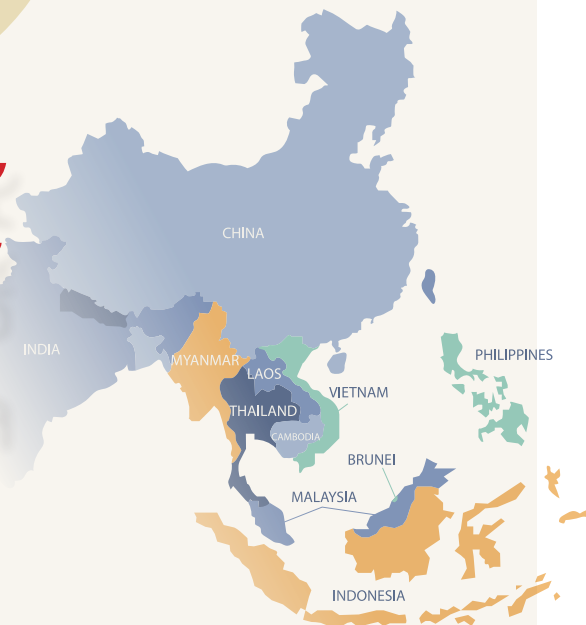 CHINA
INDIA
MYANMAR
LAOS
PHILIPPINES
THAILAND
VIETNAM
CAMBODIA
BRUNEI
MALAYSIA
INDONESIA